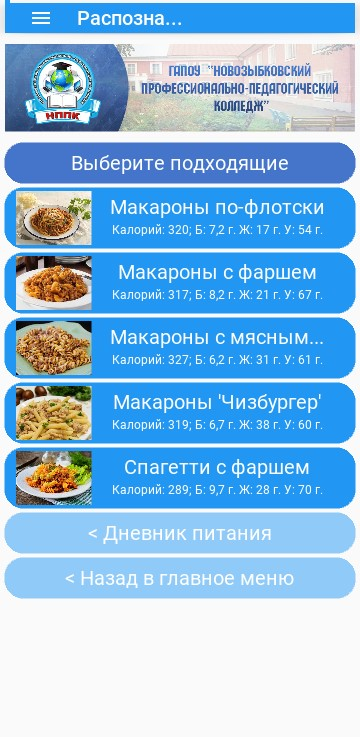 Распозна...
ГАПОУ "НОВОЗЫБКОВСКИЙ
ПРОФЕССИОНАЛЬНО-ПЕДАГОГИЧЕСКИЙ
КОЛЛЕДЖ"
НППК
Выберите подходящие
Макароны по-флотски
Калорий: 320; Б: 7,2 г. Ж: 17 г. У: 54 г.
Макароны с фаршем
Калорий: 317; Б: 8,2 г. Ж: 21 г. У: 67 г.
Макароны с мясным...
Калорий: 327; Б: 6,2 г. Ж: 31 г. У: 61 г.
Макароны 'Чизбургер'
Калорий: 319; Б: 6,7 г. Ж: 38 г. У: 60 г.
Спагетти с фаршем
Калорий: 289; Б: 9,7 г. Ж: 28 г. У: 70 г.
< Дневник питания
< Назад в главное меню